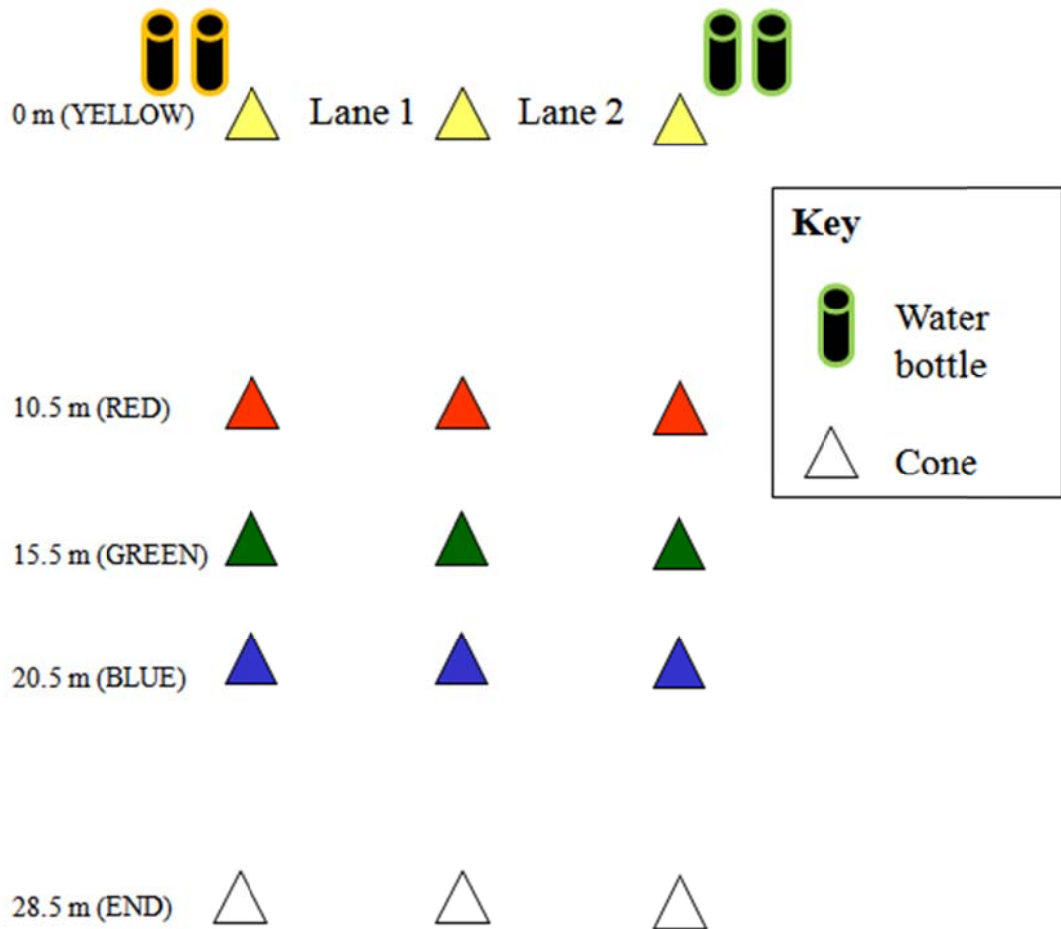 0 m (YELLOW)
Lane 1
Lane 2
Key
Water
bottle
10.5 m (RED)
Cone
15.5 m (GREEN)
20.5 m (BLUE)
28.5 m (END)